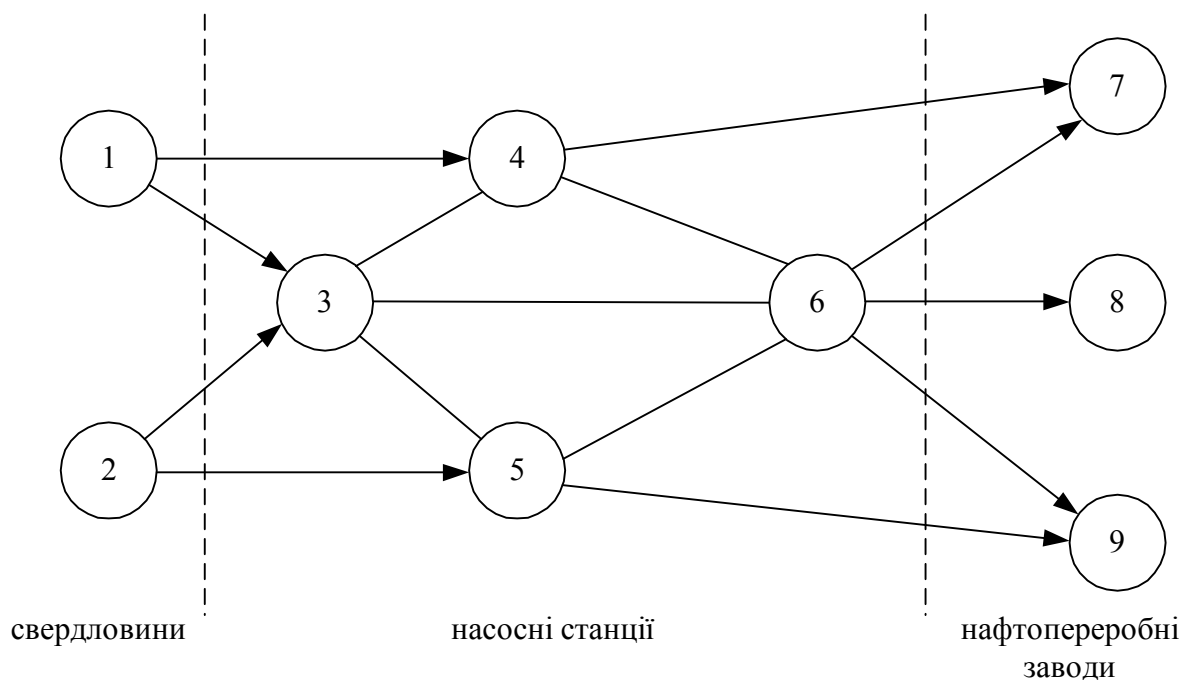 7
1
4
3
6
8
2
5
9
свердловини
насосні станції
нафтопереробні
заводи